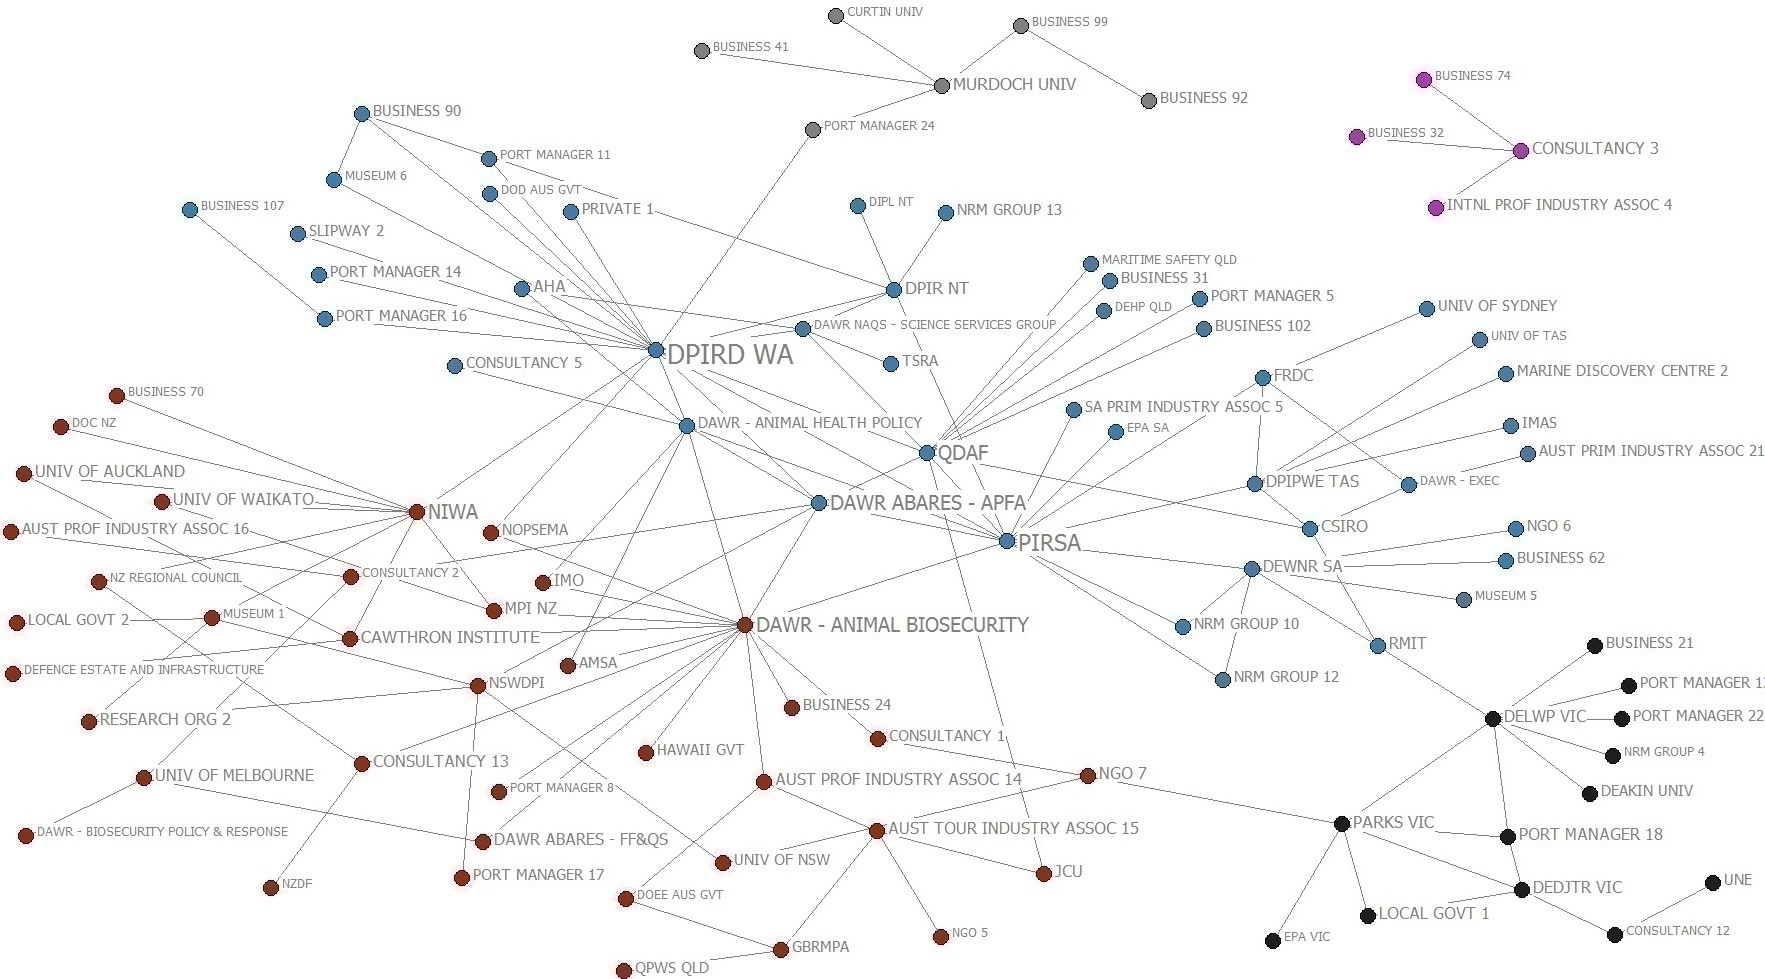 CURTIN UNIV
BUSINESS 99
BUSINESS 41
MURDOCH UNIV
BUSINESS 92
BUSINESS 74
BUSINESS 90
PORT MANAGER 24
BUSINESS 32
CONSULTANCY 3
PORT MANAGER 11
MUSEUM 6
DOD AUS GVT
BUSINESS 107
PRIVATE 1
DIPL NT
NRM GROUP 13
INTNL PROF INDUSTRY ASSOC 4
SLIPWAY 2
MARITIME SAFETY QLD
PORT MANAGER 14
BUSINESS 31
AHA
DPIR NT
PORT MANAGER 5
DEHP QLD
UNIV OF SYDNEY
PORT MANAGER 16
DAWR NAQS - SCIENCE SERVICES GROUP
BUSINESS 102
UNIV OF TAS
DPIRD WA
CONSULTANCY 5
TSRA
FRDC
MARINE DISCOVERY CENTRE 2
BUSINESS 70
SA PRIM INDUSTRY ASSOC 5
DOC NZ
DAWR - ANIMAL HEALTH POLICY
EPA SA
IMAS
QDAF
AUST PRIM INDUSTRY ASSOC 21
UNIV OF AUCKLAND
DPIPWE TAS
DAWR - EXEC
UNIV OF WAIKATO
NIWA
DAWR ABARES - APFA
AUST PROF INDUSTRY ASSOC 16
NOPSEMA
CSIRO
NGO 6
PIRSA
BUSINESS 62
NZ REGIONAL COUNCIL
CONSULTANCY 2
IMO
DEWNR SA
MUSEUM 5
MPI NZ
LOCAL GOVT 2
MUSEUM 1
DAWR - ANIMAL BIOSECURITY
NRM GROUP 10
CAWTHRON INSTITUTE
RMIT
BUSINESS 21
DEFENCE ESTATE AND INFRASTRUCTURE
AMSA
NSWDPI
NRM GROUP 12
PORT MANAGER
RESEARCH ORG 2
BUSINESS 24
DELWP VIC
PORT MANAGER 22
CONSULTANCY 1
HAWAII GVT
NRM GROUP 4
CONSULTANCY 13
UNIV OF MELBOURNE
AUST PROF INDUSTRY ASSOC 14
NGO 7
PORT MANAGER 8
DEAKIN UNIV
PARKS VIC
DAWR - BIOSECURITY POLICY & RESPONSE
DAWR ABARES - FF&QS
AUST TOUR INDUSTRY ASSOC 15
PORT MANAGER 18
UNIV OF NSW
JCU
NZDF
PORT MANAGER 17
DEDJTR VIC
UNE
DOEE AUS GVT
LOCAL GOVT 1
NGO 5
EPA VIC
CONSULTANCY 12
GBRMPA
QPWS QLD